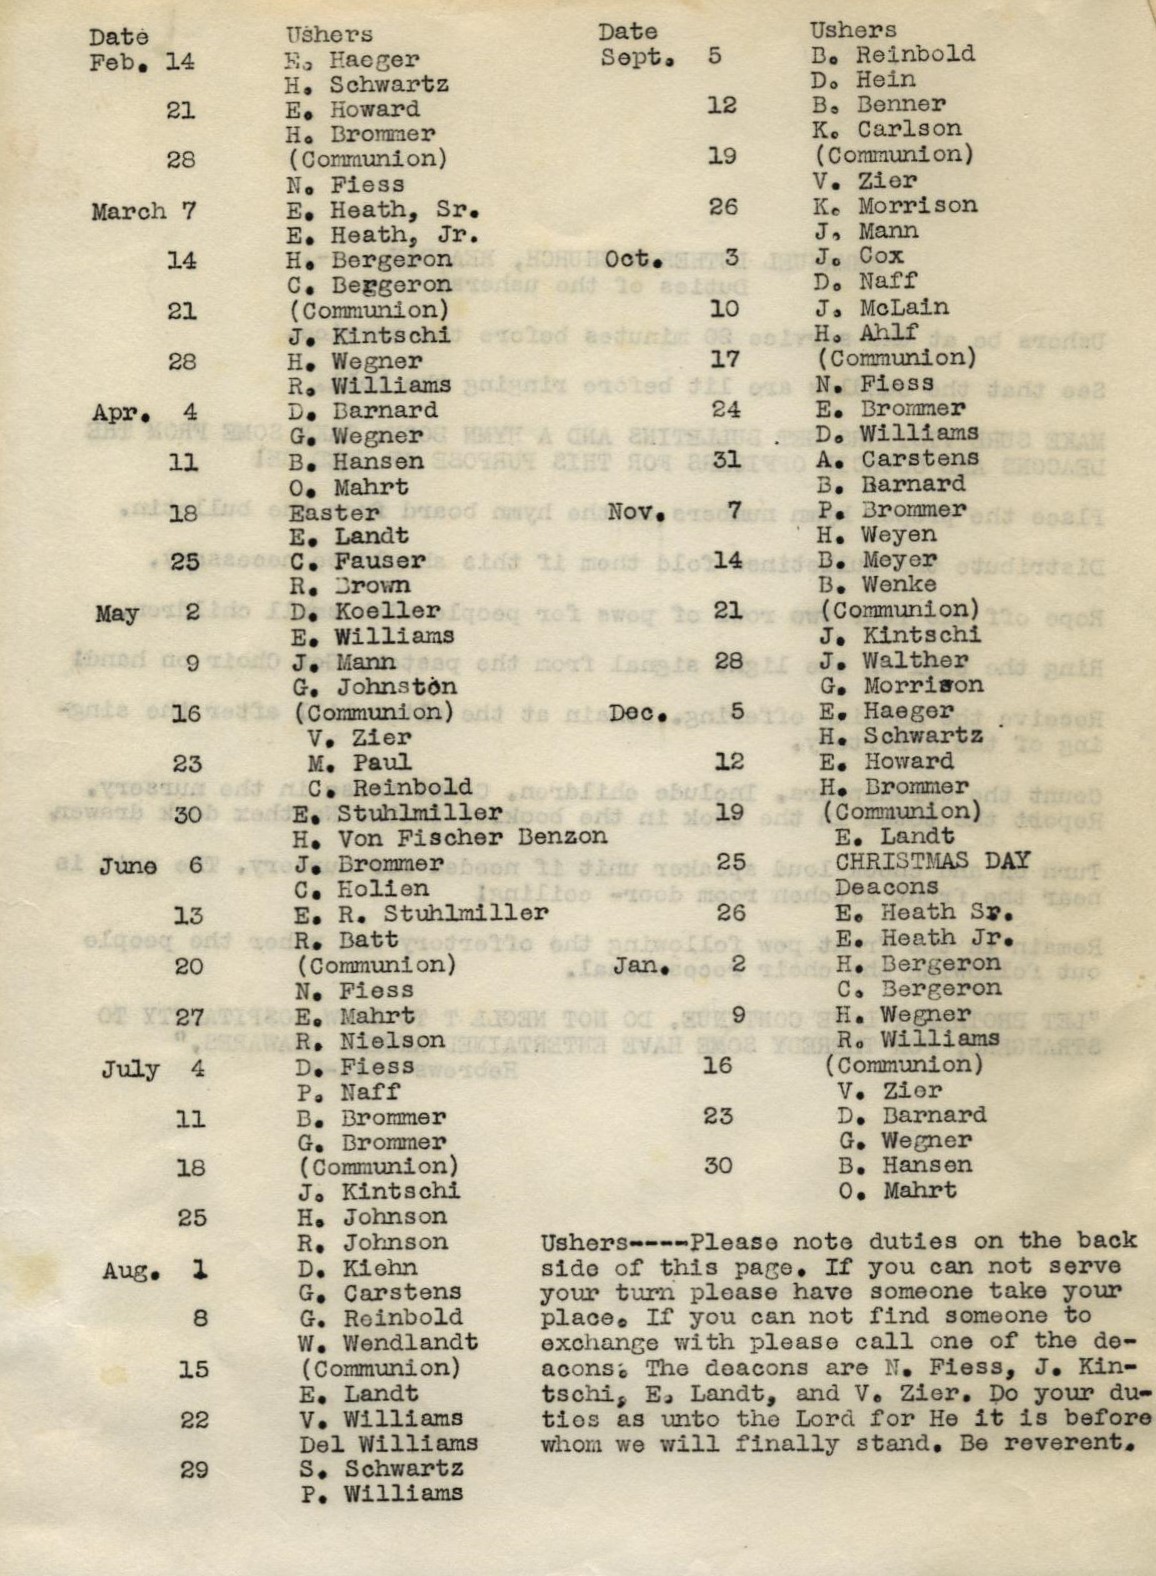 Date Ushers
Feb. 14 E. Haeger
H. Schwartz
21 E. Howard
H. Brommer
28 (Communion)
N. Fiess
March 7 E. Heath, Sr.
E. Heath, Jr.
14 H. Bergeron
C. Bergeron
21 (Communion)
J. Kintschi
28 H. Wegner
R. Williams
Apr. 4 D. Barnard
G. Wegner
11 B. Hansen
O. Mahrt
18 Easter
E. Landt
25 C. Fauser
R. Brown
May 2 D. Koeller
E. Williams
9 J. Mann
G. Johnston
16 (Communion)
V. Zier
23 M. Paul
C. Reinbold
30 E. Stuhlmiller
H. Von Fischer Benzon
June 6 J. Brommer
C. Holien
13 E. R. Stuhlmiller
R. Batt
20 (Communion)
N. Fiess
27 E. Mahrt
R. Nielson
July 4 D. Fiess
P. Naff
11 B. Brommer
G. Brommer
18 (Communion)
J. Kintschi
25 H. Johnson
R. Johnson
Aug. 1 D. Kiehn
G. Carstens
8 G. Reinbold
W. Wendlandt
15 (Communion)
E. Landt
22 V. Williams
Del Williams
29 S. Schwartz
P. Williams
Date Ushers
Sept. 5 B. Reinbold
D. Hein
12 B. Benner
K. Carlson
19 (Communion)
V. Zier
26 K. Morrison
J. Mann
Oct. 3 J. Cox
D. Naff
10 J. McLain
H. Ahlf
17 (Communion)
N. Fiess
24 E. Brommer
D. Williams
31 A. Carstens
B. Barnard
Nov. 7 P. Brommer
H. Weyen
14 B. Meyer
B. Wenke
21 (Communion)
J. Kintschi
28 J. Walther
G. Morrison
Dec. 5 E. Haeger
H. Schwartz
12 E. Howard
H. Brommer
19 (Communion)
E. Landt
25 CHRISTMAS DAY
Deacons
26 E. Heath Sr.
E. Heath Jr.
Jan. 2 H. Bergeron
C. Bergeron
9 H. Wegner
R. Williams
16 (Communion)
V. Zier
23 D. Barnard
G. Wegner
30 B. Hansen
O. Mahrt
Ushers----Please note duties on the back
side of this page. If you can not serve
your turn please have someone take your
place. If you can not find someone to
exchange with please call one of the de-
acons. The deacons are N. Fiess, J. Kin-
tschi, E. Landt, and V. Zier. Do your du-
ties as unto the Lord for He it is before
whom we will finally stand. Be reverent.